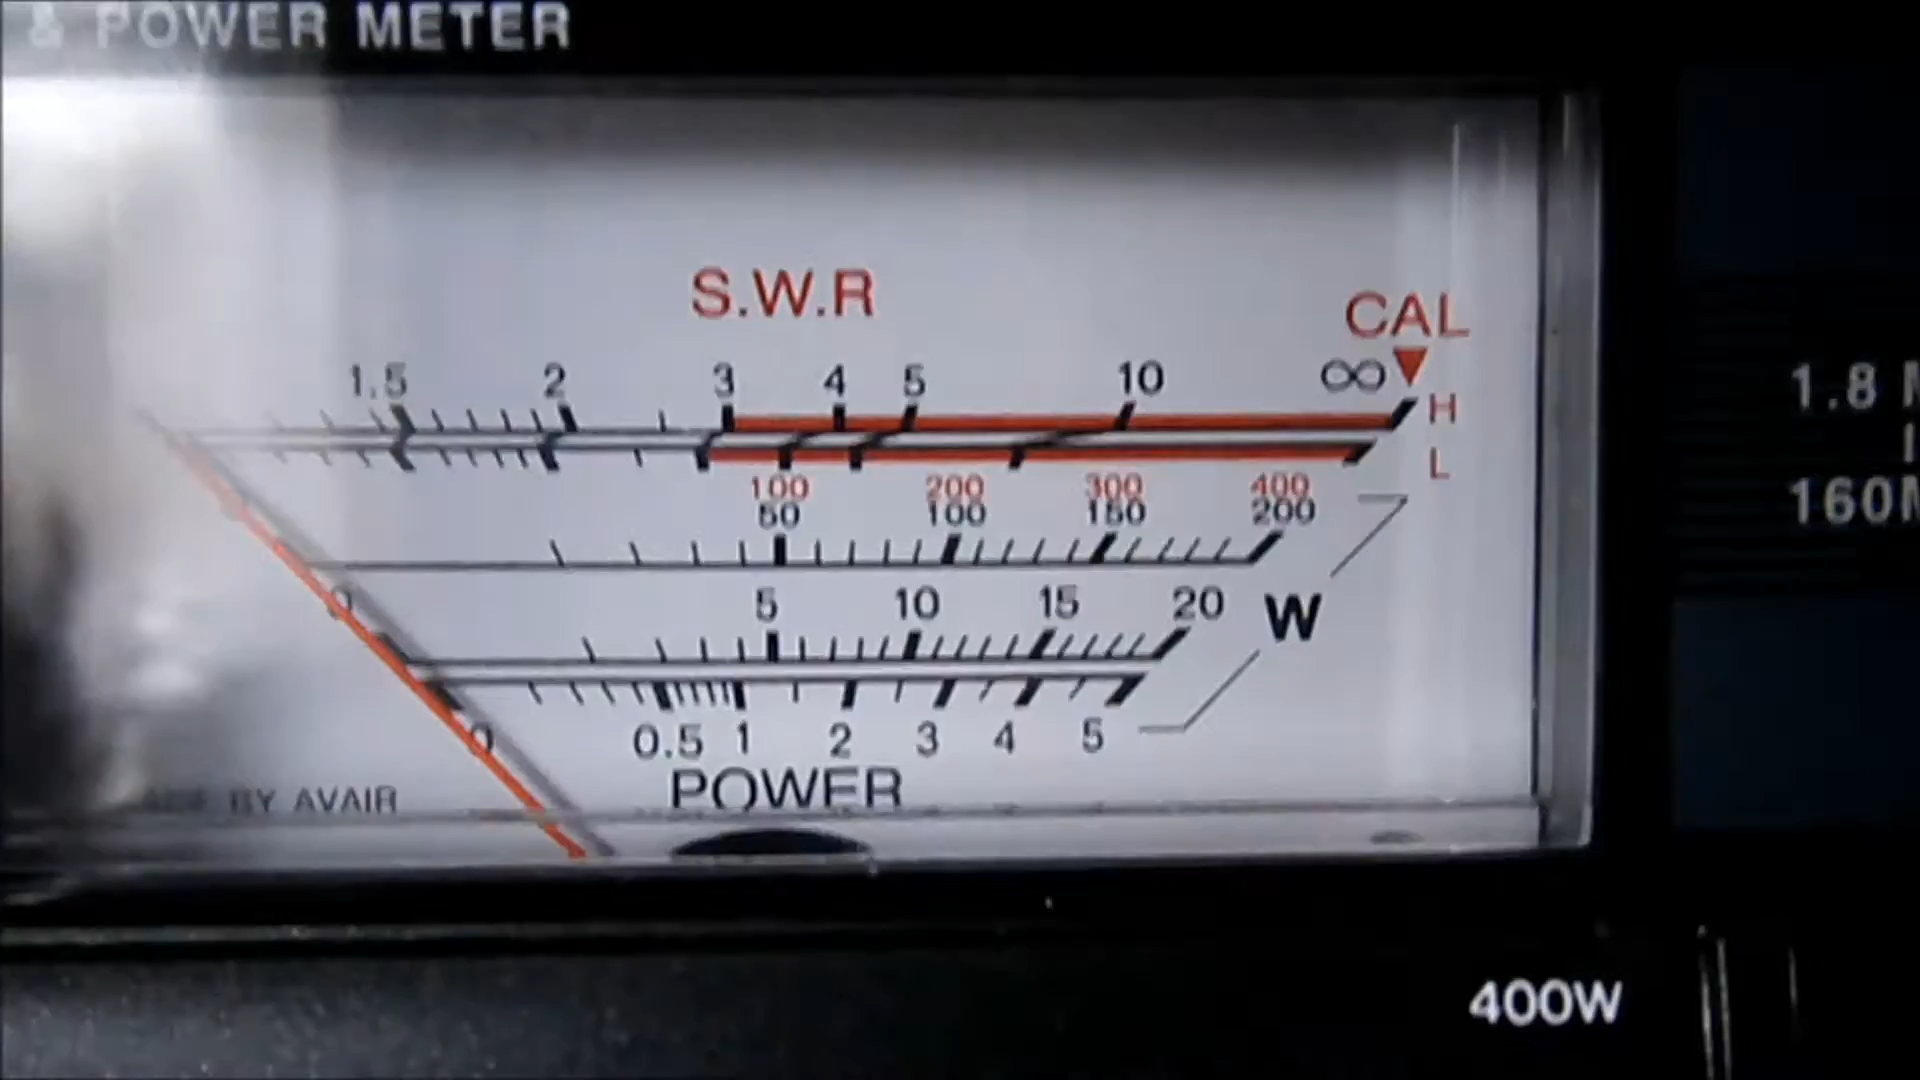 & POWER METER
S.W.R
CAL
1.5 2 3 4 5 10 ∞
H
L
100 200 300 400
50 100 150 200
0 5 10 15 20
W
0 0.5 1 2 3 4 5
POWER
BY AVAIR
1.8
160M
400W